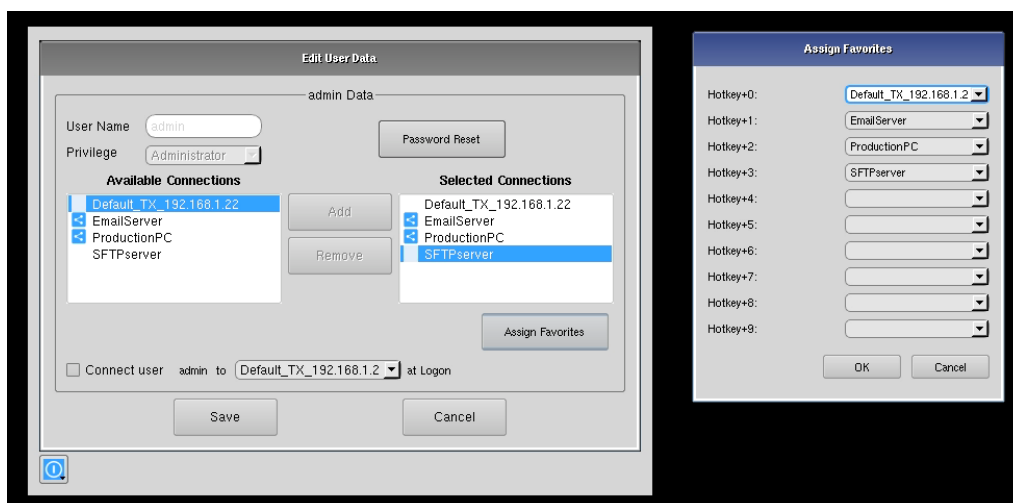 Edit User Data
admin Data
User Name admin
Password Reset
Privilege Administrator
Available Connections
Default_TX_192.168.1.22
EmailServer
ProductionPC
SFTPserver
Add
Remove
Selected Connections
Default_TX_192.168.1.22
EmailServer
ProductionPC
SFTPserver
Assign Favorites
Connect user admin to Default_TX_192.168.1.2 at Logon
Save Cancel
Assign Favorites
Hotkey+0: Default_TX_192.168.1.2
Hotkey+1: EmailServer
Hotkey+2: ProductionPC
Hotkey+3: SFTPserver
Hotkey+4:
Hotkey+5:
Hotkey+6:
Hotkey+7:
Hotkey+8:
Hotkey+9:
OK Cancel